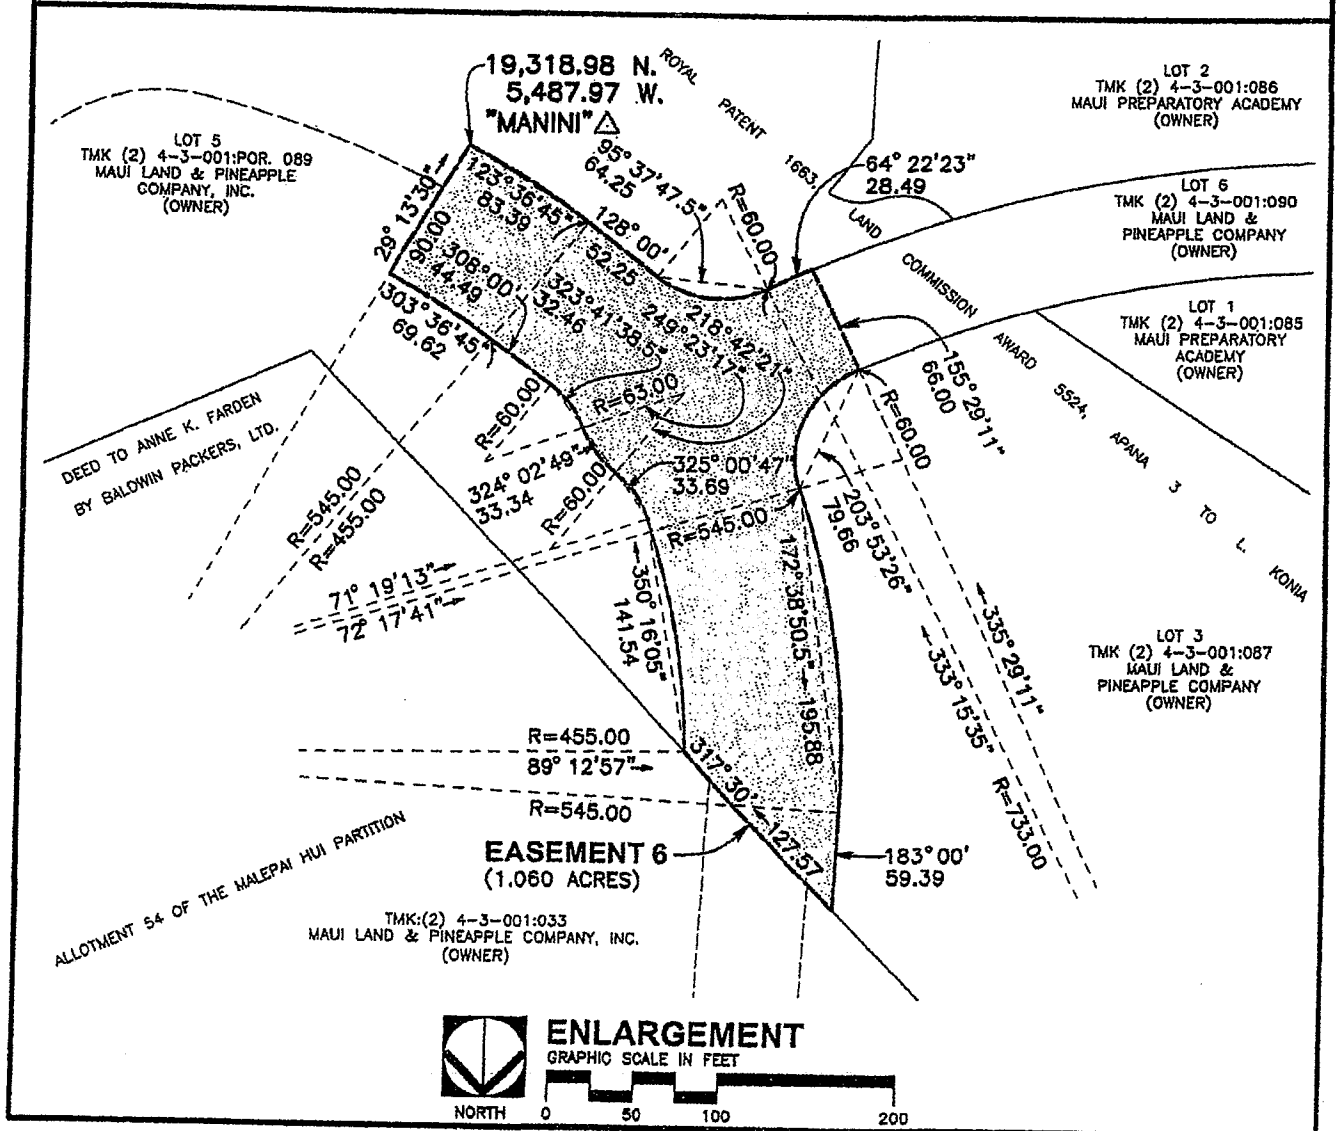 19,318.98 N.
5,487.97 W.
"MANINI"
ROYAL PATENT 1663, LAND COMMISSION AWARD 5524, APANA 3 TO L. KONIA
LOT 2
TMK (2) 4-3-001:086
MAUI PREPARATORY ACADEMY
(OWNER)
LOT 5
TMK (2) 4-3-001:POR. 089
MAUI LAND & PINEAPPLE
COMPANY, INC.
(OWNER)
95° 37'47.5"
64.25
64° 22'23"
28.49
LOT 6
TMK (2) 4-3-001:090
MAUI LAND &
PINEAPPLE COMPANY
(OWNER)
29° 13'30"
90.00
123°36'45"
83.39
128°00'
52.25
R=60.00
308°00'
44.49
303°36'45"
69.62
323°41'38.5"
32.46
249°23'17"
218°42'21"
R=63.00
155°29'11"
66.00
LOT 1
TMK (2) 4-3-001:085
MAUI PREPARATORY
ACADEMY
(OWNER)
DEED TO ANNE K. FARDEN
BY BALDWIN PACKERS, LTD.
R=60.00
R=60.00
R=545.00
R=455.00
324° 02'49"
33.34
R=60.00
325° 00'47"
33.69
R=545.00
203°53'26"
79.66
71° 19'13"
72° 17'41"
350° 16'05"
141.54
172°38'50.5"
195.88
335° 29'11"
333° 15'35"
R=733.00
LOT 3
TMK (2) 4-3-001:087
MAUI LAND &
PINEAPPLE COMPANY
(OWNER)
R=455.00
89° 12'57"
R=545.00
317°30'
127.57
EASEMENT 6
(1.060 ACRES)
183°00'
59.39
ALLOTMENT 54 OF THE MALEPAI HUI PARTITION
TMK:(2) 4-3-001:033
MAUI LAND & PINEAPPLE COMPANY, INC.
(OWNER)
ENLARGEMENT
GRAPHIC SCALE IN FEET
NORTH
0 50 100 200